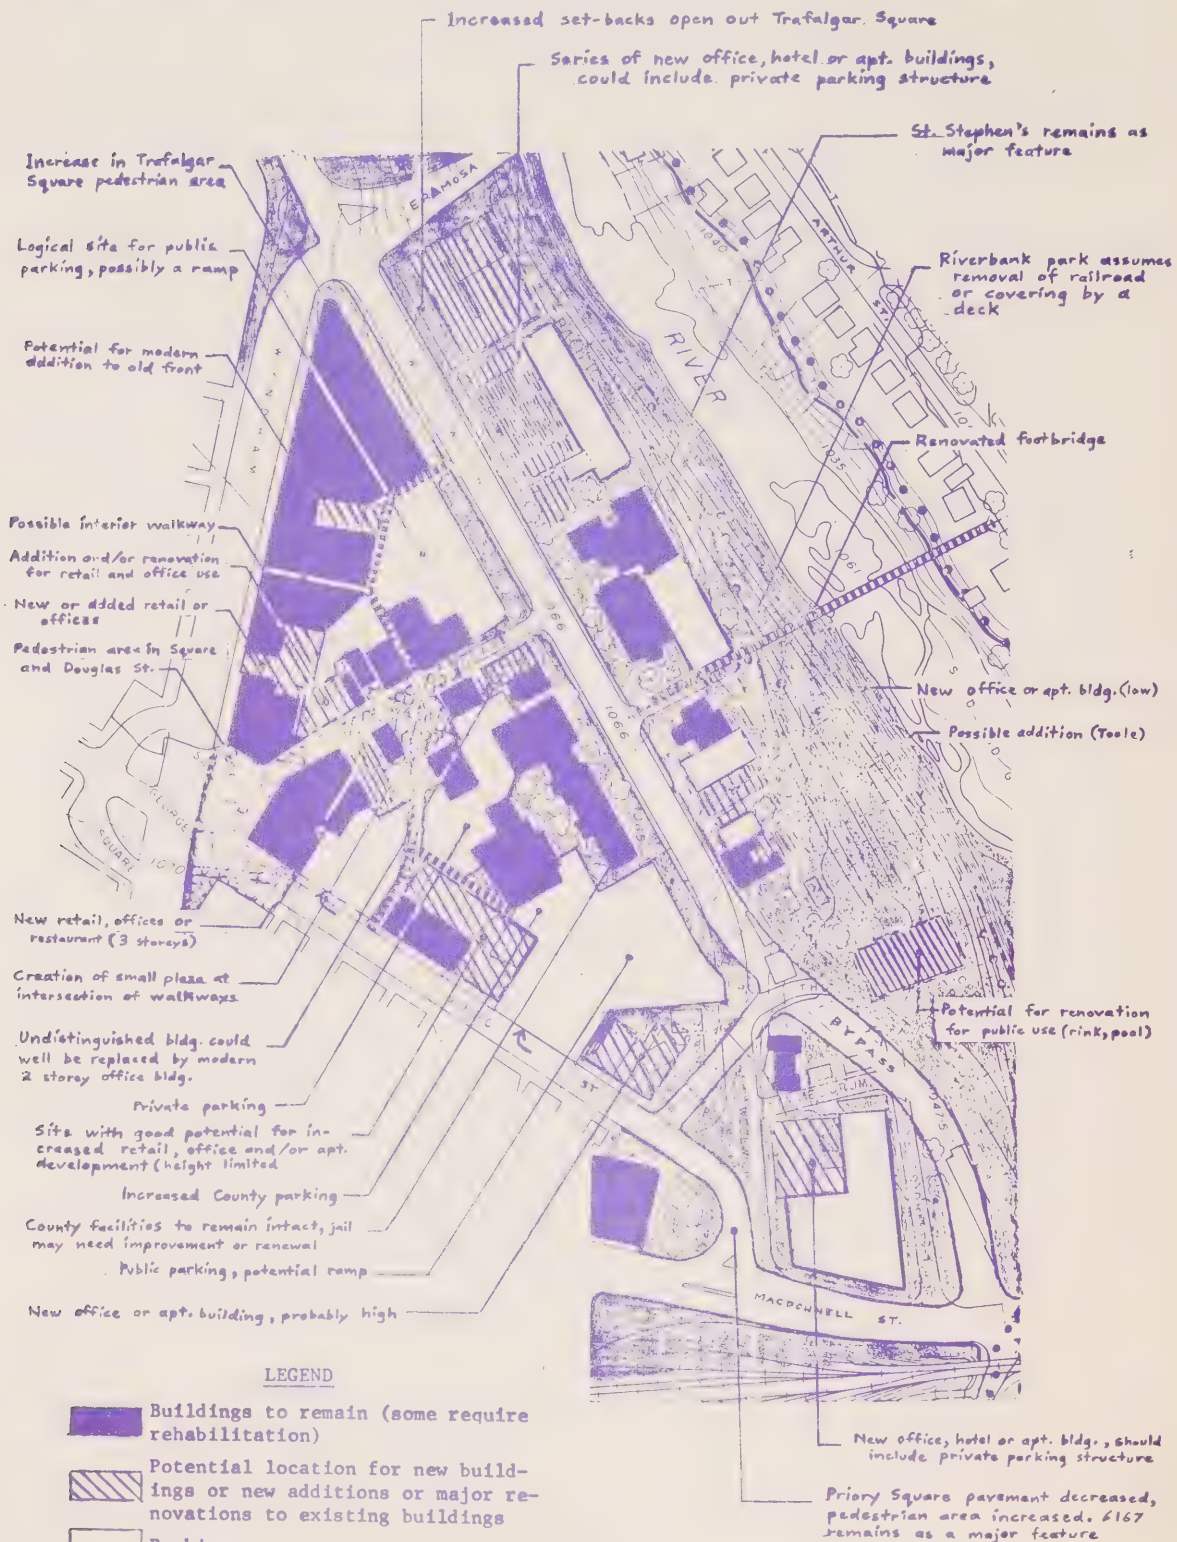 Increased set-backs open out Trafalgar Square
Series of new office, hotel or apt. buildings,
could include private parking structure
St. Stephen's remains as
major feature
Increase in Trafalgar
Square pedestrian area
Logical site for public
parking, possibly a ramp
Riverbank park assumes
removal of railroad
or covering by a
deck
Potential for modern
addition to old front
Renovated footbridge
Possible interior walkway
Addition and/or renovation
for retail and office use
New or added retail or
offices
Pedestrian area in Square
and Douglas St.
New office or apt. bldg. (low)
Possible addition (Toole)
New retail, offices or
restaurant (3 storeys)
Creation of small plaza at
intersection of walkways
Undistinguished bldg. could
well be replaced by modern
2 storey office bldg.
Private parking
Site with good potential for in-
creased retail, office and/or apt.
development (height limited
Increased County parking
County facilities to remain intact, jail
may need improvement or renewal
Public parking, potential ramp
New office or apt. building, probably high
Potential for renovation
for public use (rink, pool)
New office, hotel or apt. bldg., should
include private parking structure
Priory Square pavement decreased,
pedestrian area increased. 6167
remains as a major feature
ERAMOSA
ARTHUR
ST.
RIVER
WYNDHAM
1040
1035
1061
1066
SQUARE
1070
ST
THE
BYPASS
MACDONNELL ST.
LEGEND
Buildings to remain (some require
rehabilitation)
Potential location for new build-
ings or new additions or major re-
novations to existing buildings